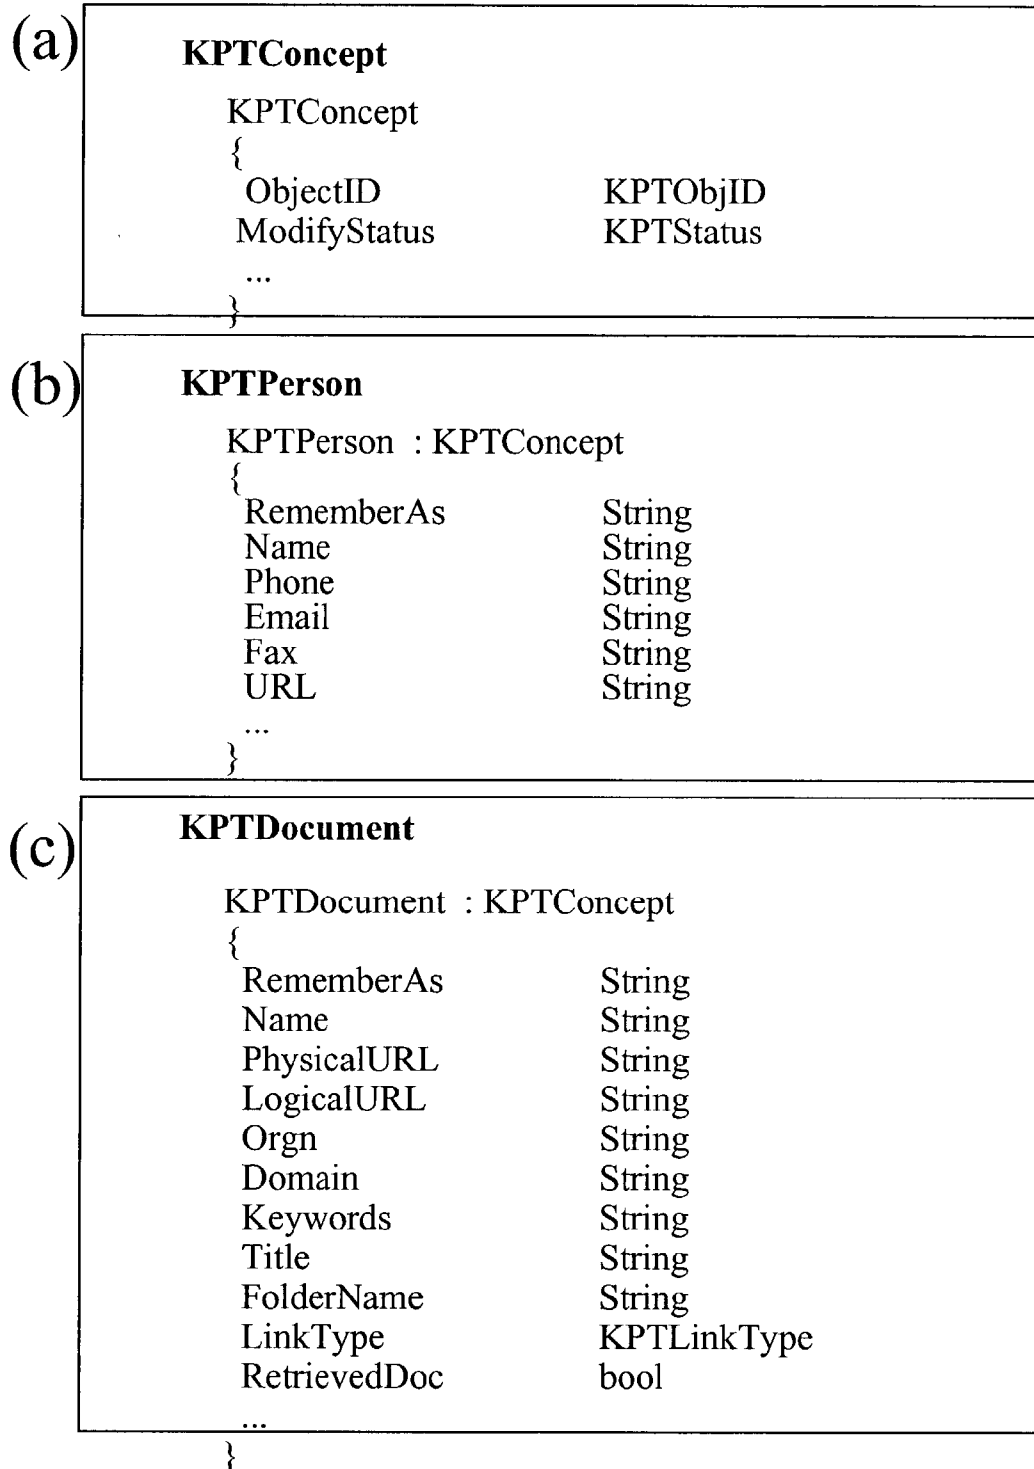 (a)
KPTConcept
KPTConcept
{
ObjectID KPTObjID
ModifyStatus KPTStatus
...
}
(b)
KPTPerson
KPTPerson : KPTConcept
{
RememberAs String
Name String
Phone String
Email String
Fax String
URL String
...
}
(c)
KPTDocument
KPTDocument : KPTConcept
{
RememberAs String
Name String
PhysicalURL String
LogicalURL String
Orgn String
Domain String
Keywords String
Title String
FolderName String
LinkType KPTLinkType
RetrievedDoc bool
...
}